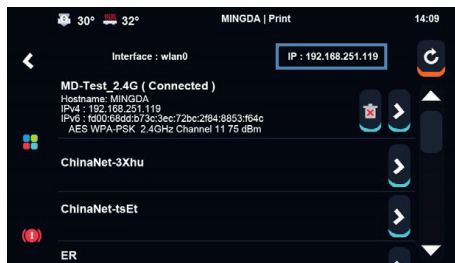 30° 32° MINGDA | Print 14:09
Interface : wlan0 IP : 192.168.251.119
MD-Test_2.4G ( Connected )
Hostname: MINGDA
IPv4 : 192.168.251.119
IPv6 : fd00:68dd:b73c:3ec:72bc:2f84:8853:f64c
AES WPA-PSK 2.4GHz Channel 11 75 dBm
ChinaNet-3Xhu
ChinaNet-tsEt
ER